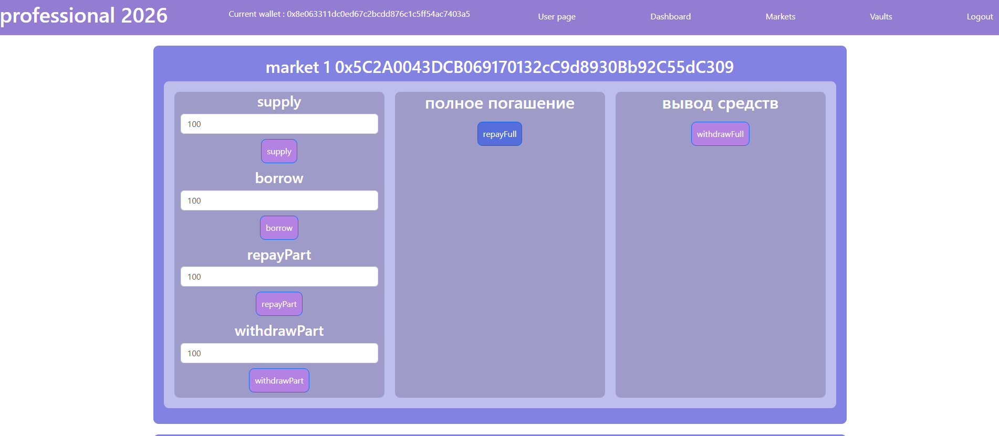 professional 2026
Current wallet : 0x8e063311dc0ed67c2bcdd876c1c5ff54ac7403a5
User page
Dashboard
Markets
Vaults
Logout
market 1 0x5C2A0043DCB069170132cC9d8930Bb92C55dC309
supply
100
supply
borrow
100
borrow
repayPart
100
repayPart
withdrawPart
100
withdrawPart
полное погашение
repayFull
вывод средств
withdrawFull